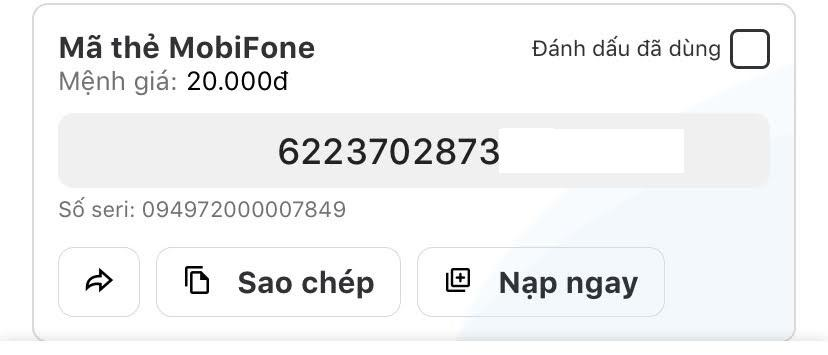 Mã thẻ MobiFone
Đánh dấu đã dùng
Mệnh giá: 20.000đ
6223702873
Số seri: 094972000007849
Sao chép
Nạp ngay